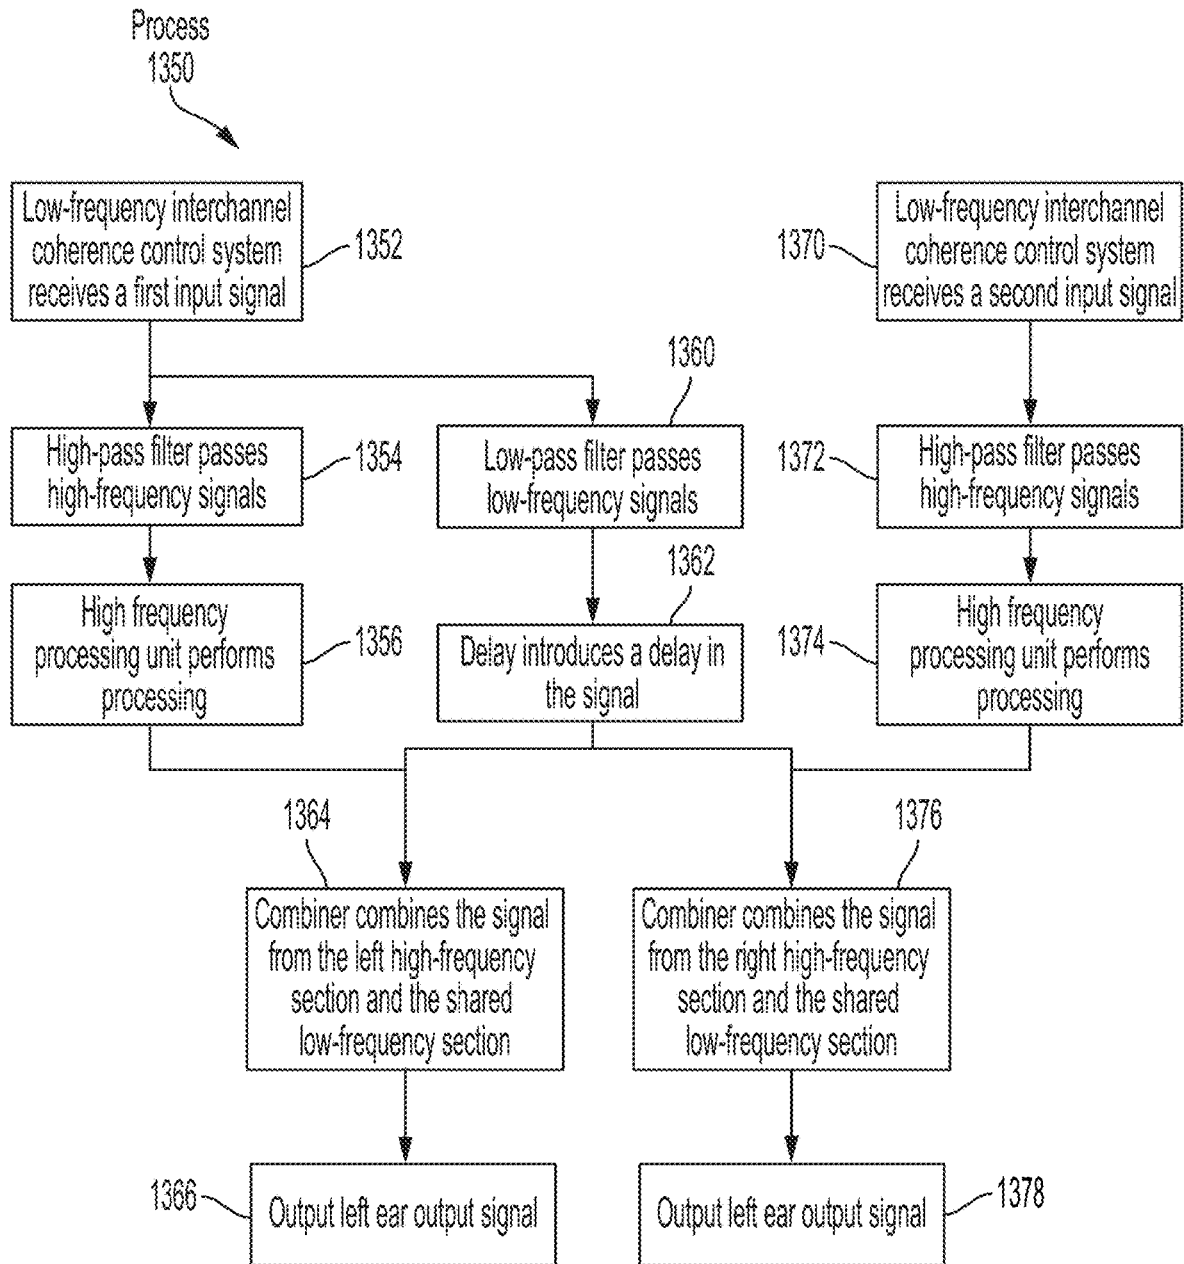 Process
1350
Low-frequency interchannel
coherence control system
receives a first input signal
1352
1370
Low-frequency interchannel
coherence control system
receives a second input signal
1360
High-pass filter passes
high-frequency signals
1354
Low-pass filter passes
low-frequency signals
1372
High-pass filter passes
high-frequency signals
1362
High frequency
processing unit performs
processing
1356
Delay introduces a delay in
the signal
1374
High frequency
processing unit performs
processing
1364
1376
Combiner combines the signal
from the left high-frequency
section and the shared
low-frequency section
Combiner combines the signal
from the right high-frequency
section and the shared
low-frequency section
1366
Output left ear output signal
Output left ear output signal
1378